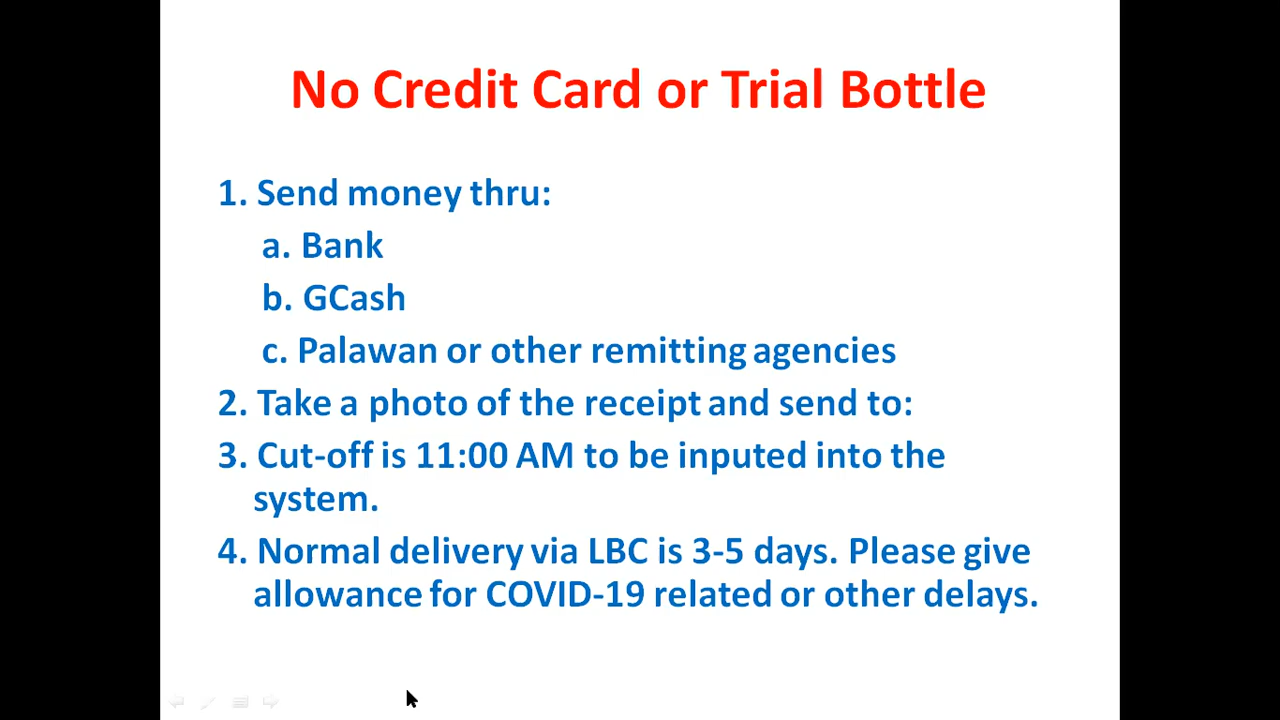 No Credit Card or Trial Bottle
1. Send money thru:
a. Bank
b. GCash
c. Palawan or other remitting agencies
2. Take a photo of the receipt and send to:
3. Cut-off is 11:00 AM to be inputed into the
system.
4. Normal delivery via LBC is 3-5 days. Please give
allowance for COVID-19 related or other delays.